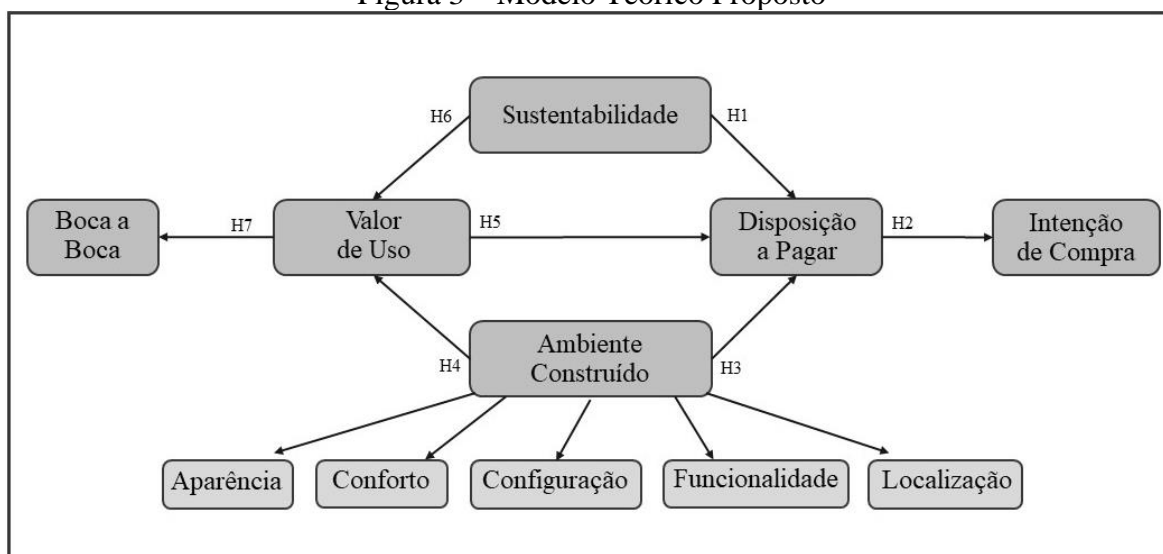 Figura 3 – Modelo Teórico Proposto
Sustentabilidade
H6
H1
Boca a
Boca
H7
Valor
de Uso
H5
Disposição
a Pagar
H2
Intenção
de Compra
H4
Ambiente
Construído
H3
Aparência
Conforto
Configuração
Funcionalidade
Localização